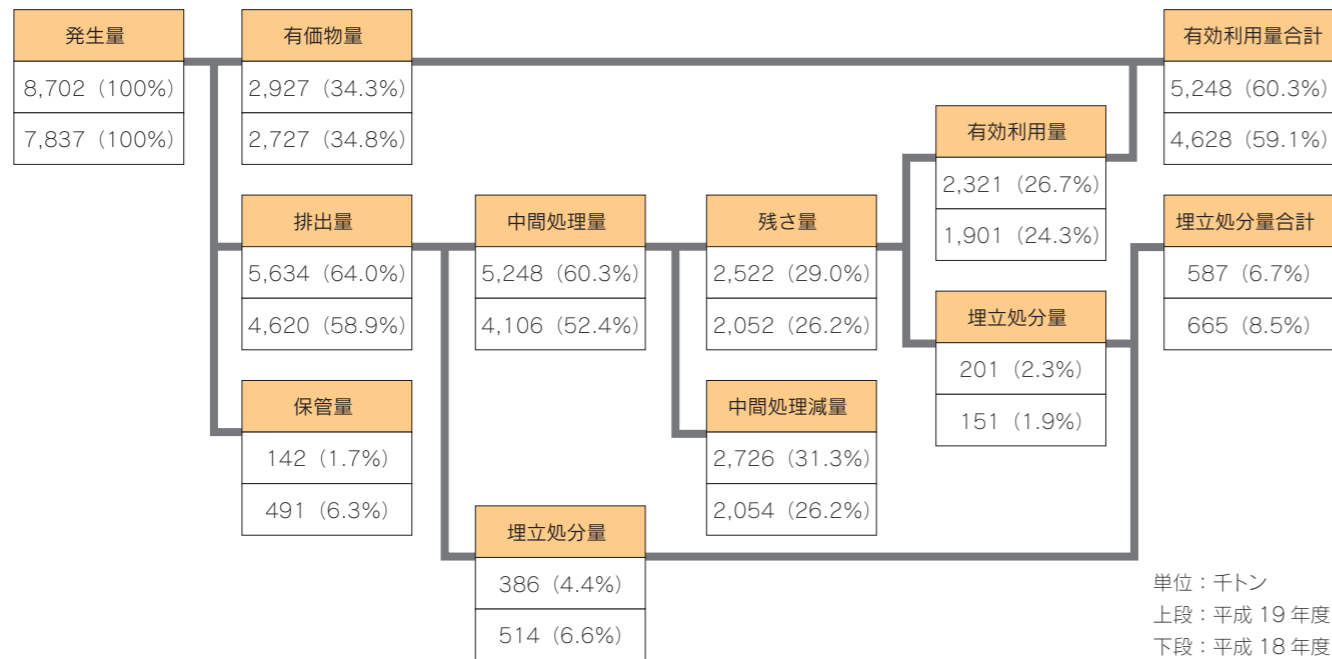 発生量
8,702（100%）
7,837（100%）
有価物量
2,927（34.3%）
2,727（34.8%）
有効利用量合計
5,248（60.3%）
4,628（59.1%）
有効利用量
2,321（26.7%）
1,901（24.3%）
排出量
5,634（64.0%）
4,620（58.9%）
中間処理量
5,248（60.3%）
4,106（52.4%）
残さ量
2,522（29.0%）
2,052（26.2%）
埋立処分量合計
587（6.7%）
665（8.5%）
埋立処分量
201（2.3%）
151（1.9%）
保管量
142（1.7%）
491（6.3%）
中間処理減量
2,726（31.3%）
2,054（26.2%）
埋立処分量
386（4.4%）
514（6.6%）
単位：千トン
上段：平成 19 年度
下段：平成 18 年度